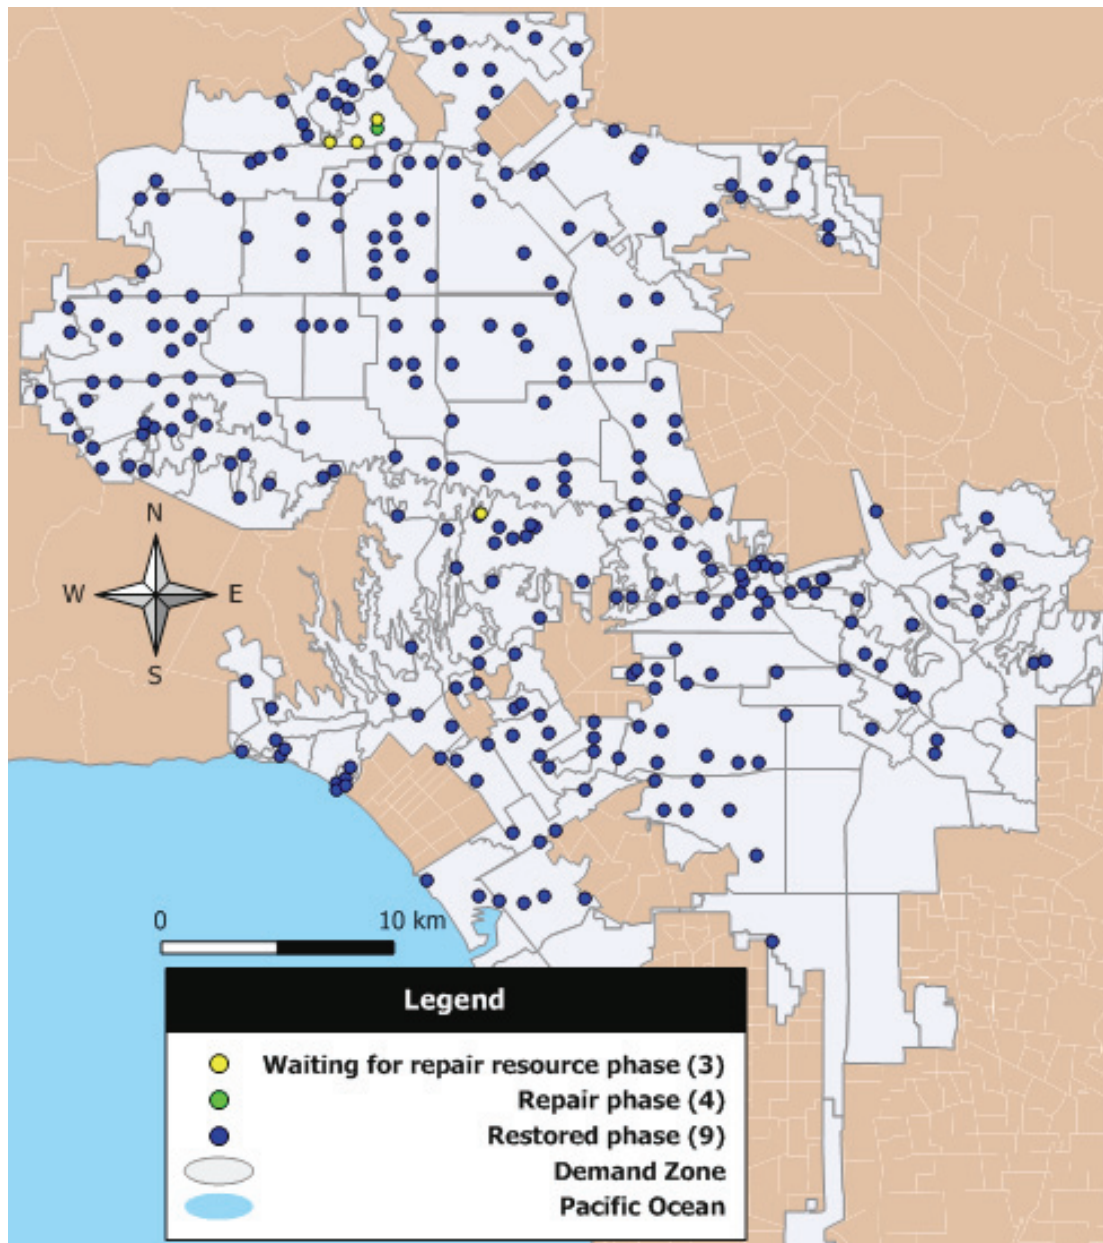 N
W E
S
0 10 km
Legend
Waiting for repair resource phase (3)
Repair phase (4)
Restored phase (9)
Demand Zone
Pacific Ocean